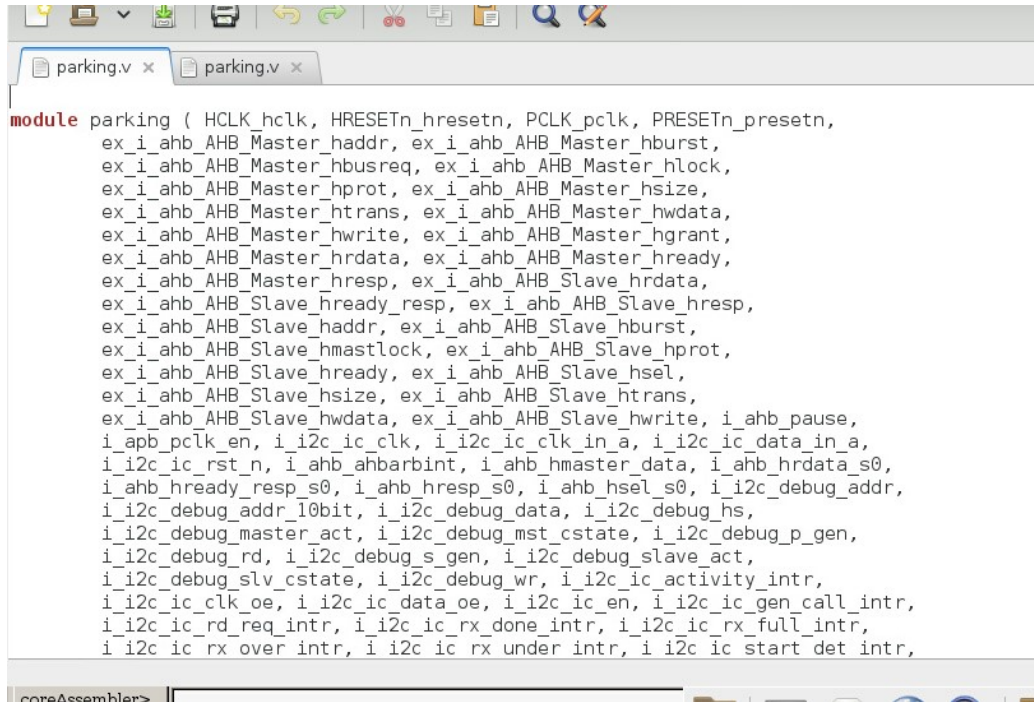 parking.v × parking.v ×
module parking ( HCLK_hclk, HRESETn_hresetn, PCLK_pclk, PRESETn_presetn,
ex_i_ahb_AHB_Master_haddr, ex_i_ahb_AHB_Master_hburst,
ex_i_ahb_AHB_Master_hbusreq, ex_i_ahb_AHB_Master_hlock,
ex_i_ahb_AHB_Master_hprot, ex_i_ahb_AHB_Master_hsize,
ex_i_ahb_AHB_Master_htrans, ex_i_ahb_AHB_Master_hwdata,
ex_i_ahb_AHB_Master_hwrite, ex_i_ahb_AHB_Master_hgrant,
ex_i_ahb_AHB_Master_hrdata, ex_i_ahb_AHB_Master_hready,
ex_i_ahb_AHB_Master_hresp, ex_i_ahb_AHB_Slave_hrdata,
ex_i_ahb_AHB_Slave_hready_resp, ex_i_ahb_AHB_Slave_hresp,
ex_i_ahb_AHB_Slave_haddr, ex_i_ahb_AHB_Slave_hburst,
ex_i_ahb_AHB_Slave_hmastlock, ex_i_ahb_AHB_Slave_hprot,
ex_i_ahb_AHB_Slave_hready, ex_i_ahb_AHB_Slave_hsel,
ex_i_ahb_AHB_Slave_hsize, ex_i_ahb_AHB_Slave_htrans,
ex_i_ahb_AHB_Slave_hwdata, ex_i_ahb_AHB_Slave_hwrite, i_ahb_pause,
i_apb_pclk_en, i_i2c_ic_clk, i_i2c_ic_clk_in_a, i_i2c_ic_data_in_a,
i_i2c_ic_rst_n, i_ahb_ahbarbint, i_ahb_hmaster_data, i_ahb_hrdata_s0,
i_ahb_hready_resp_s0, i_ahb_hresp_s0, i_ahb_hsel_s0, i_i2c_debug_addr,
i_i2c_debug_addr_10bit, i_i2c_debug_data, i_i2c_debug_hs,
i_i2c_debug_master_act, i_i2c_debug_mst_cstate, i_i2c_debug_p_gen,
i_i2c_debug_rd, i_i2c_debug_s_gen, i_i2c_debug_slave_act,
i_i2c_debug_slv_cstate, i_i2c_debug_wr, i_i2c_ic_activity_intr,
i_i2c_ic_clk_oe, i_i2c_ic_data_oe, i_i2c_ic_en, i_i2c_ic_gen_call_intr,
i_i2c_ic_rd_req_intr, i_i2c_ic_rx_done_intr, i_i2c_ic_rx_full_intr,
i_i2c_ic_rx_over_intr, i_i2c_ic_rx_under_intr, i_i2c_ic_start_det_intr,
coreAssembler>